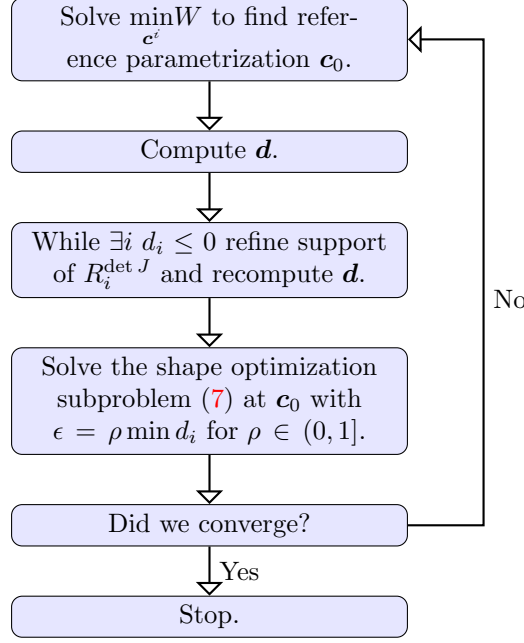 Solve min W to find refer-
c^i
ence parametrization c_0.
Compute d.
While ∃i d_i ≤ 0 refine support
of R_i^{det J} and recompute d.
No
Solve the shape optimization
subproblem (7) at c_0 with
ϵ = ρ min d_i for ρ ∈ (0, 1].
Did we converge?
Yes
Stop.